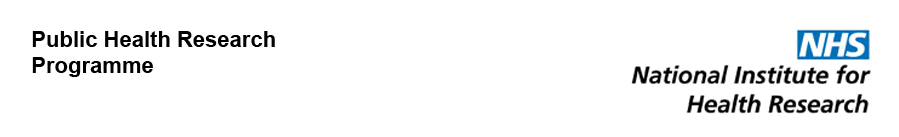 Public Health Research
Programme
NHS
National Institute for
Health Research